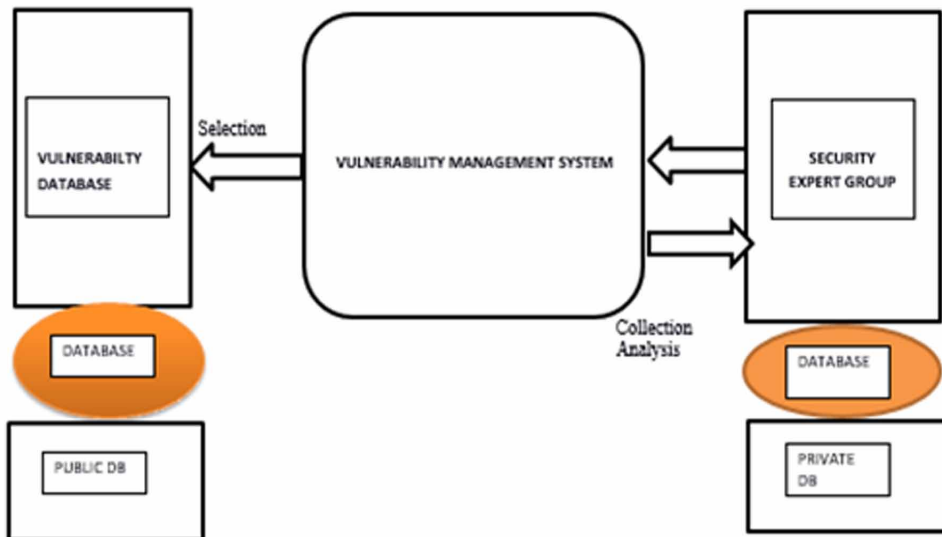 Selection
VULNERABILTY
DATABASE
VULNERABILITY MANAGEMENT SYSTEM
SECURITY
EXPERT GROUP
Collection
Analysis
DATABASE
DATABASE
PUBLIC DB
PRIVATE
DB